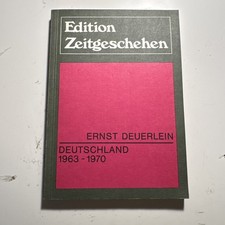 Edition
Zeitgeschehen
ERNST DEUERLEIN
DEUTSCHLAND
1963 - 1970